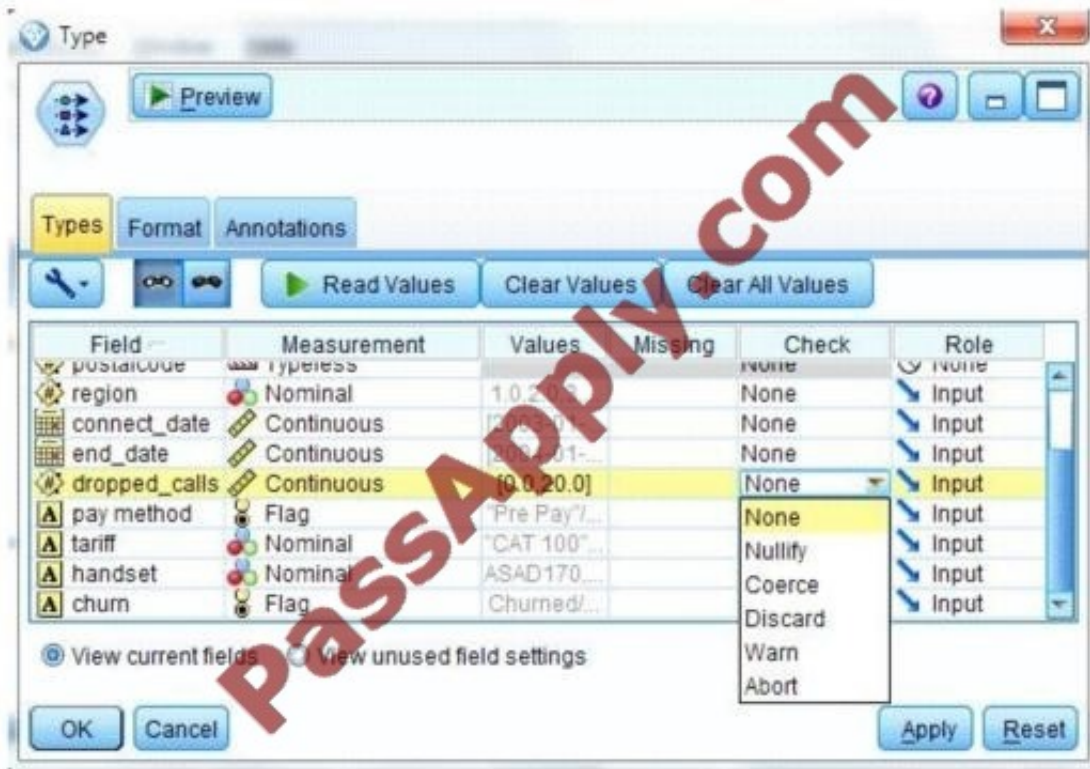 Type
Preview
Types Format Annotations
Read Values Clear Values Clear All Values
Field Measurement Values Missing Check Role
postalcode Typeless None None
region Nominal None Input
connect_date Continuous None Input
end_date Continuous None Input
dropped_calls Continuous [0.0,20.0] None Input
pay method Flag "Pre Pay"/... None Input
tariff Nominal "CAT 100"... Nullify Input
handset Nominal ASAD170... Coerce Input
churn Flag Churned/... Discard Input
Warn
Abort
View current fields View unused field settings
OK Cancel Apply Reset
PassApply.com